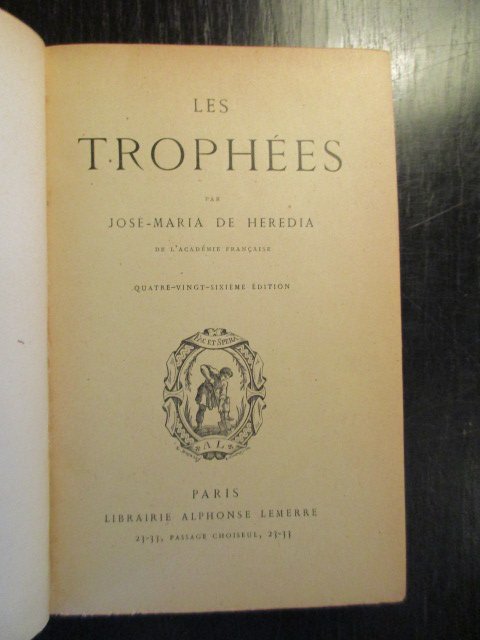 LES
TROPHÉES
PAR
JOSE-MARIA DE HEREDIA
DE L'ACADÉMIE FRANÇAISE
QUATRE-VINGT-SIXIÈME ÉDITION
FAC ET SPERA
A L
PARIS
LIBRAIRIE ALPHONSE LEMERRE
23-33, PASSAGE CHOISEUL, 23-33